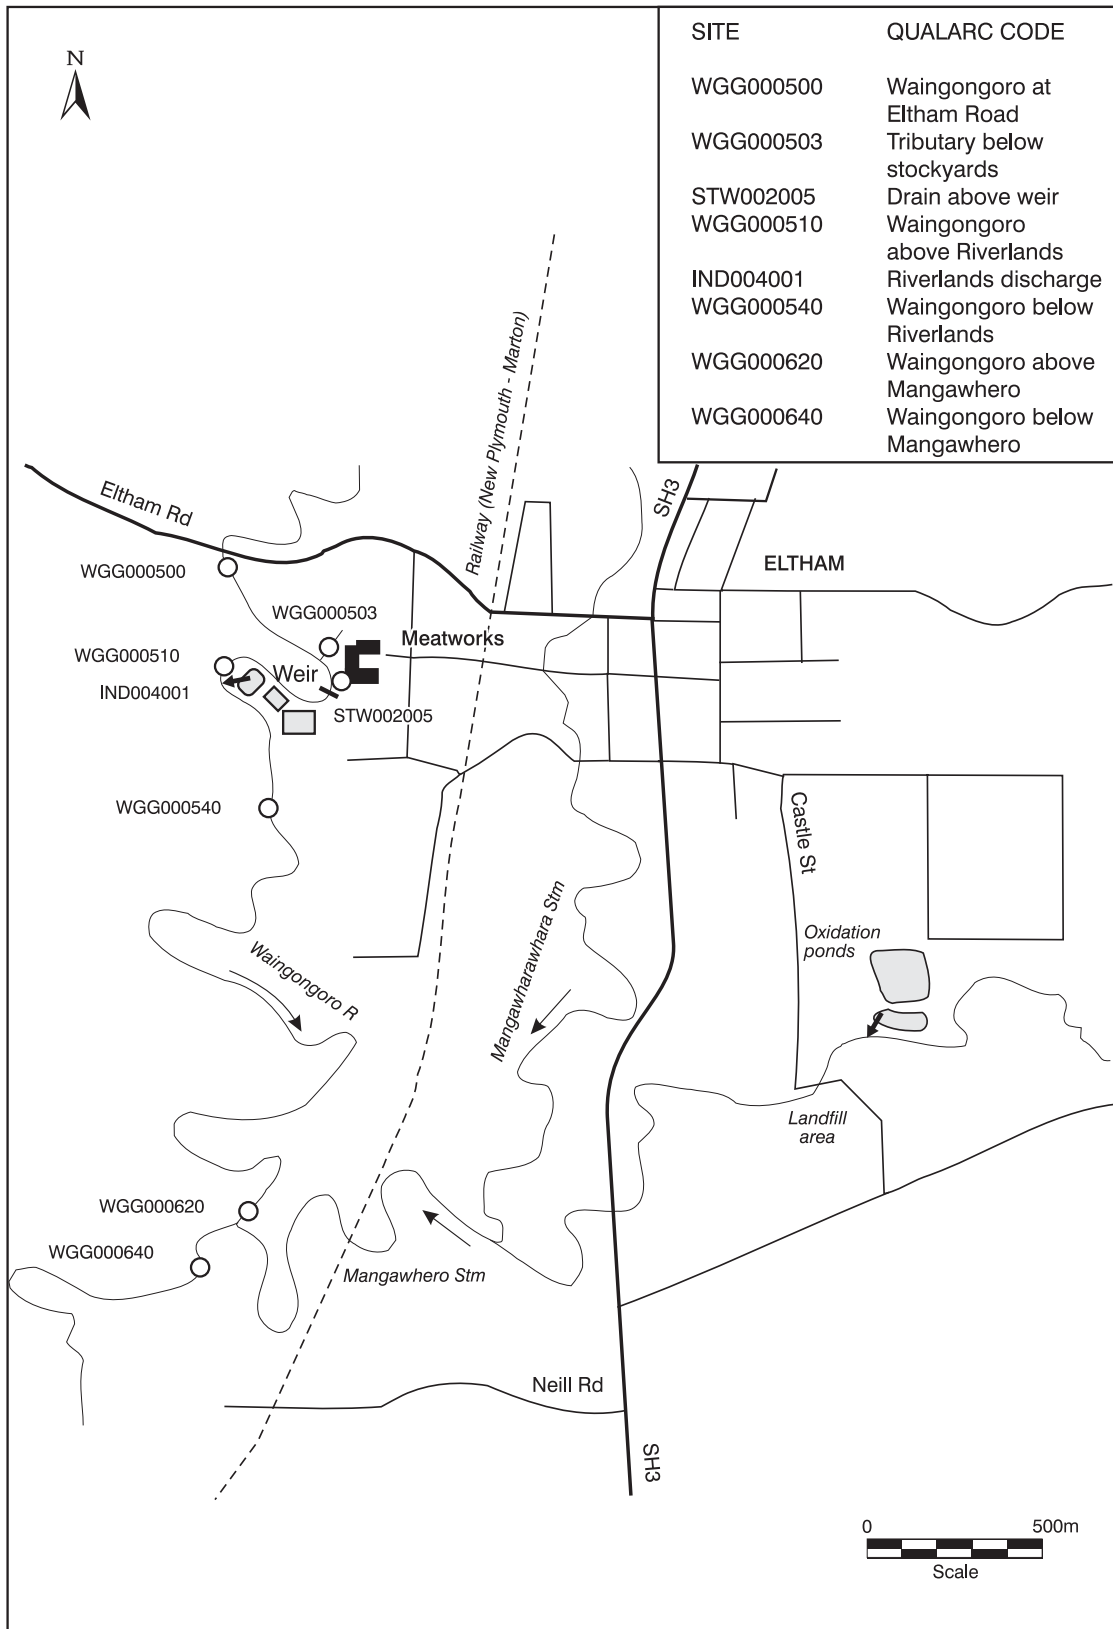 N
SITE QUALARC CODE
WGG000500 Waingongoro at
Eltham Road
WGG000503 Tributary below
stockyards
STW002005 Drain above weir
WGG000510 Waingongoro
above Riverlands
IND004001 Riverlands discharge
WGG000540 Waingongoro below
Riverlands
WGG000620 Waingongoro above
Mangawhero
WGG000640 Waingongoro below
Mangawhero
Railway (New Plymouth - Marton)
Eltham Rd
SH3
ELTHAM
WGG000500
WGG000503
Meatworks
WGG000510
Weir
IND004001
STW002005
WGG000540
Castle St
Mangawharawhara Stm
Oxidation
ponds
Waingongoro R
Landfill
area
WGG000620
WGG000640
Mangawhero Stm
Neill Rd
SH3
0 500m
Scale